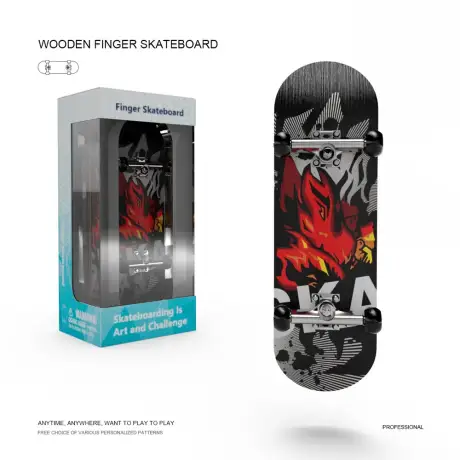 WOODEN FINGER SKATEBOARD
Finger Skateboard
SKA
WARNING
Skateboarding Is
Art and Challenge
ANYTIME, ANYWHERE, WANT TO PLAY TO PLAY
FREE CHOICE OF VARIOUS PERSONALIZED PATTERNS
PROFESSIONAL